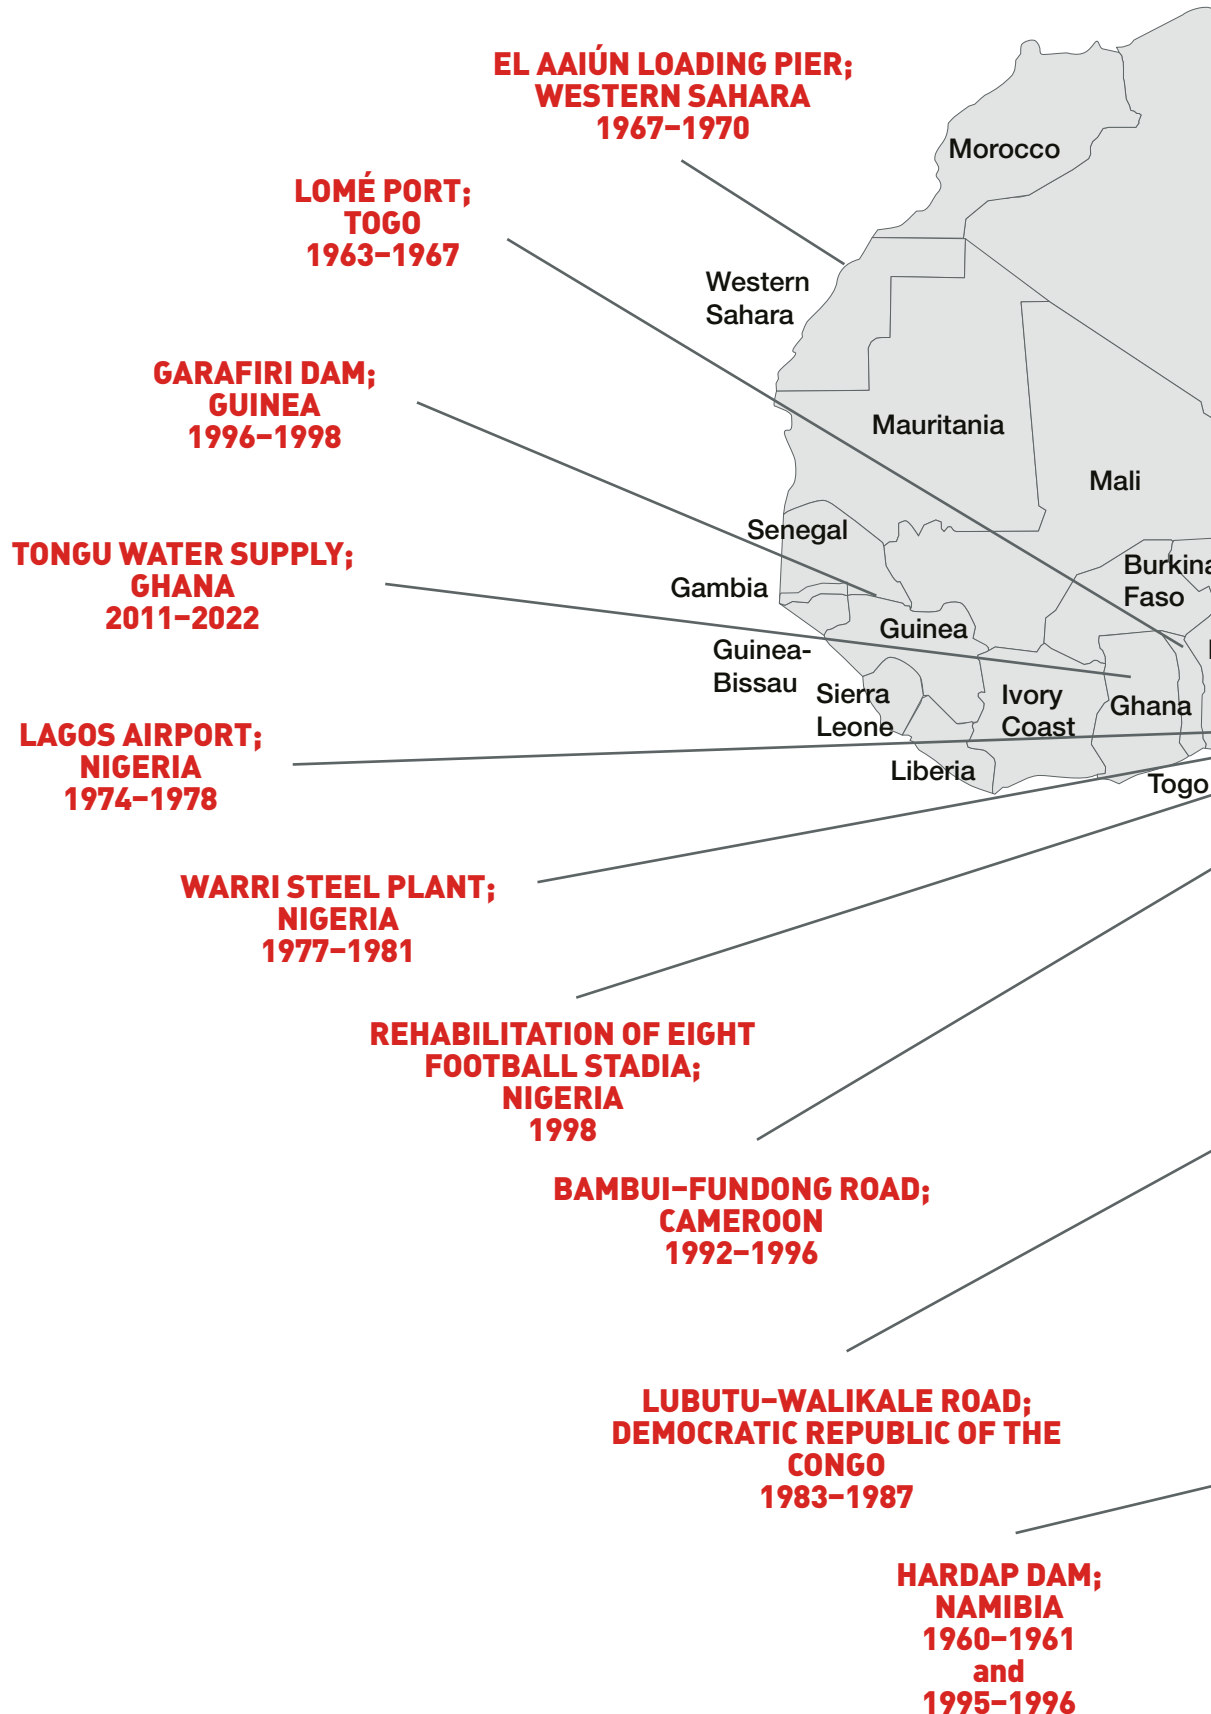 EL AAIÚN LOADING PIER;
WESTERN SAHARA
1967–1970
LOMÉ PORT;
TOGO
1963–1967
GARAFIRI DAM;
GUINEA
1996–1998
TONGU WATER SUPPLY;
GHANA
2011–2022
LAGOS AIRPORT;
NIGERIA
1974–1978
WARRI STEEL PLANT;
NIGERIA
1977–1981
REHABILITATION OF EIGHT
FOOTBALL STADIA;
NIGERIA
1998
BAMBUI–FUNDONG ROAD;
CAMEROON
1992–1996
LUBUTU–WALIKALE ROAD;
DEMOCRATIC REPUBLIC OF THE
CONGO
1983–1987
HARDAP DAM;
NAMIBIA
1960–1961
and
1995–1996
Morocco
Western
Sahara
Mauritania
Mali
Senegal
Gambia
Burkina
Faso
Guinea
Guinea-
Bissau
Sierra
Leone
Ivory
Coast
Ghana
Liberia
Togo